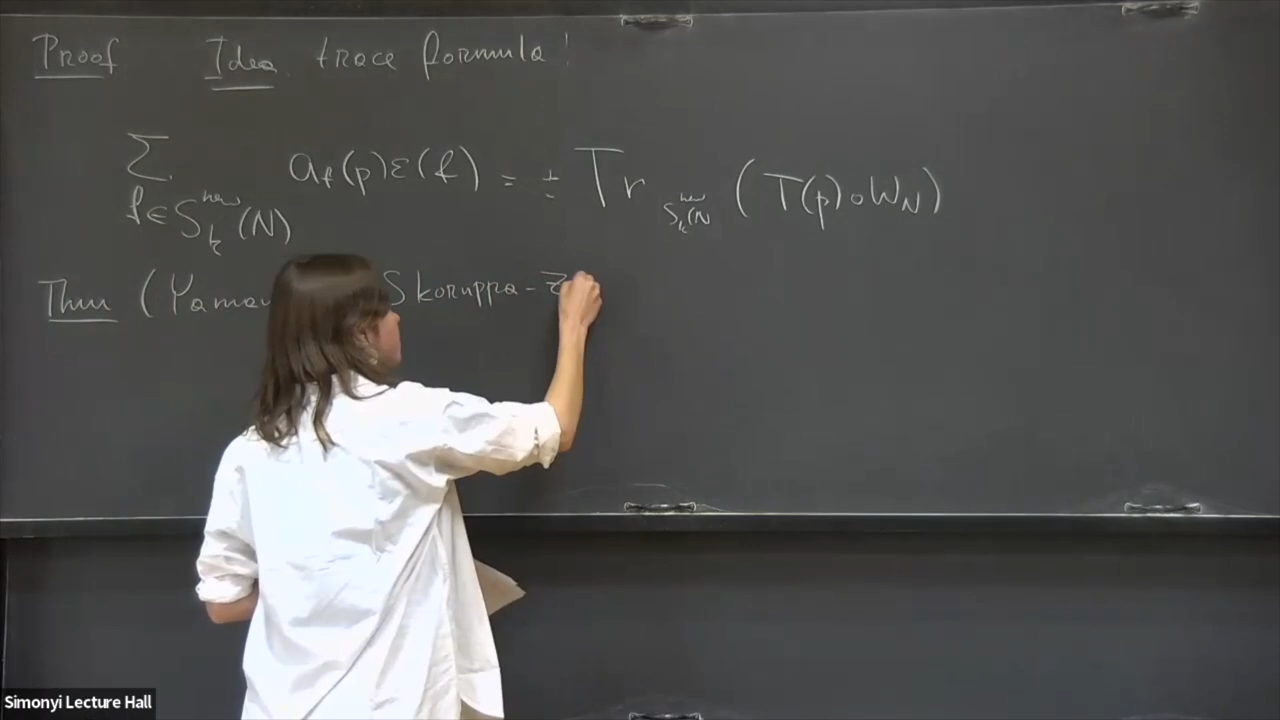 Proof Idea trace formula!
∑ a_f(p)ε(f) = ± Tr_{S_k^{new}(N)} (T(p)∘W_N)
f∈S_k^{new}(N)
Thm (Yamau Skoruppa - Z
Simonyi Lecture Hall